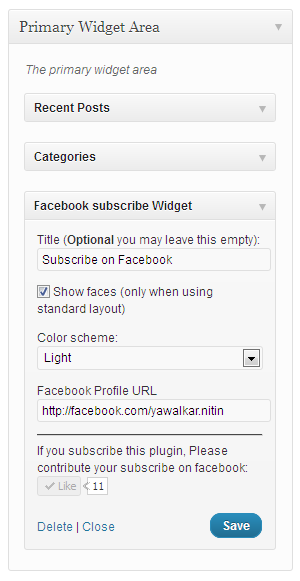 Primary Widget Area
The primary widget area
Recent Posts
Categories
Facebook subscribe Widget
Title (Optional you may leave this empty):
Subscribe on Facebook
Show faces (only when using
standard layout)
Color scheme:
Light
Facebook Profile URL
http://facebook.com/yawalkar.nitin
If you subscribe this plugin, Please
contribute your subscribe on facebook:
Like 11
Delete | Close Save